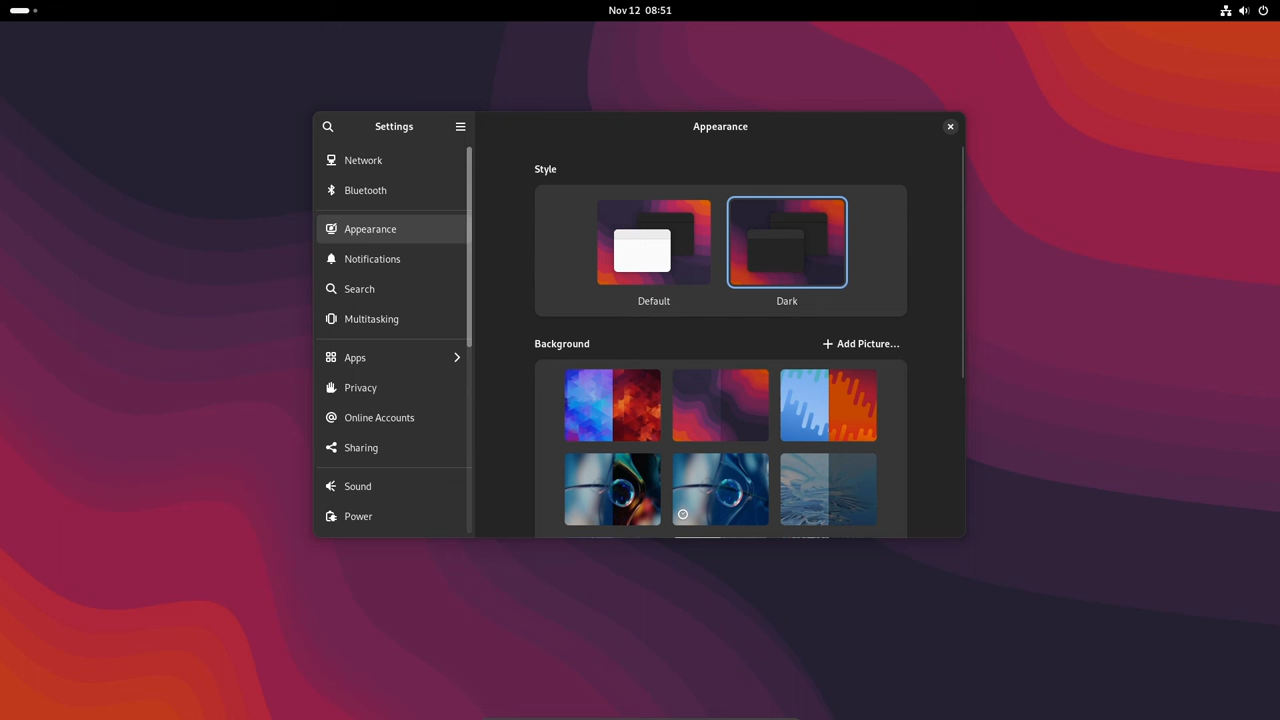 Nov 12 08:51
Settings
Appearance
Network
Bluetooth
Appearance
Notifications
Search
Multitasking
Apps
Privacy
Online Accounts
Sharing
Sound
Power
Style
Default
Dark
Background
Add Picture...